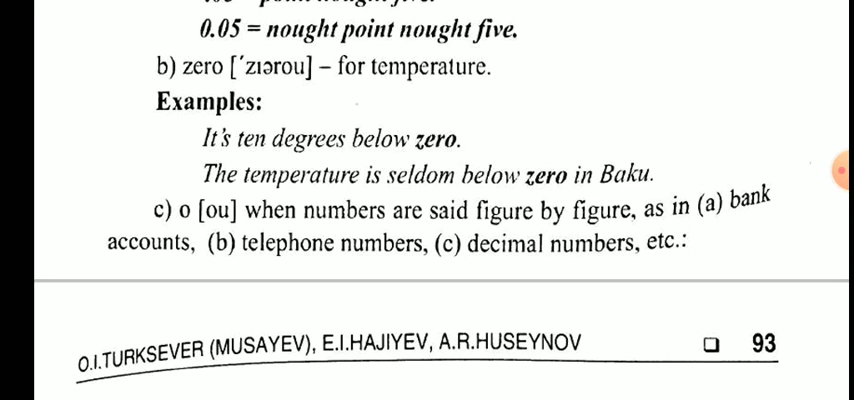 0.05 = nought point nought five.
b) zero [ˊzıərou] – for temperature.
Examples:
It's ten degrees below zero.
The temperature is seldom below zero in Baku.
c) o [ou] when numbers are said figure by figure, as in (a) bank
accounts, (b) telephone numbers, (c) decimal numbers, etc.:
O.I.TURKSEVER (MUSAYEV), E.I.HAJIYEV, A.R.HUSEYNOV ❑ 93